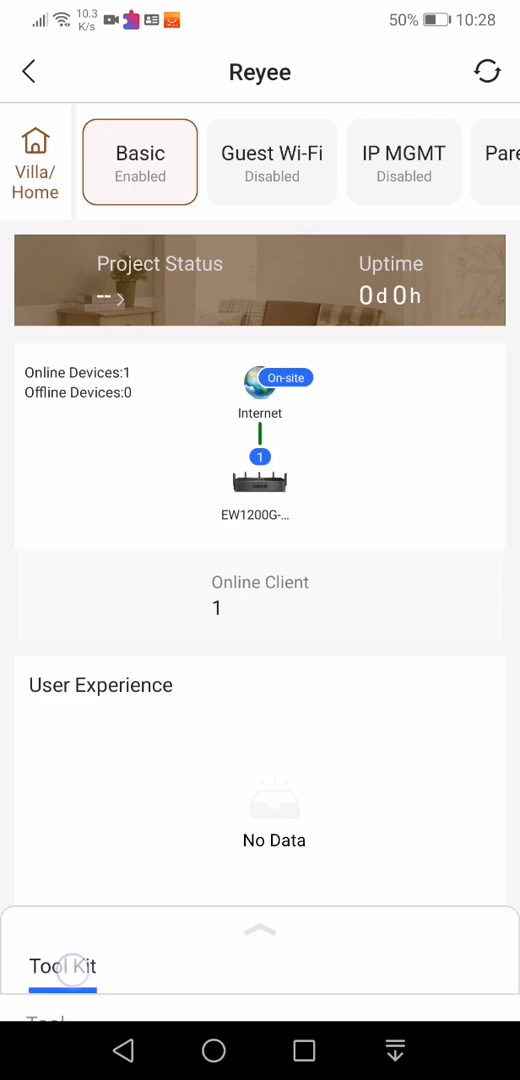 10.3
K/s
50% 10:28
Reyee
Villa/
Home
Basic
Enabled
Guest Wi-Fi
Disabled
IP MGMT
Disabled
Pare
Project Status
--
Uptime
0d0h
Online Devices:1
Offline Devices:0
On-site
Internet
1
EW1200G-...
Online Client
1
User Experience
No Data
Tool Kit
Tool